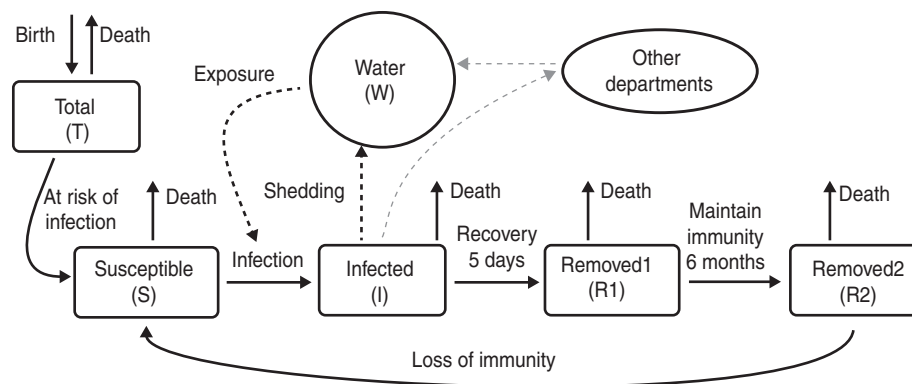 Birth
Death
Total
(T)
Exposure
Water
(W)
Other
departments
At risk of
infection
Death
Shedding
Death
Recovery
5 days
Death
Maintain
immunity
6 months
Death
Susceptible
(S)
Infection
Infected
(I)
Removed1
(R1)
Removed2
(R2)
Loss of immunity